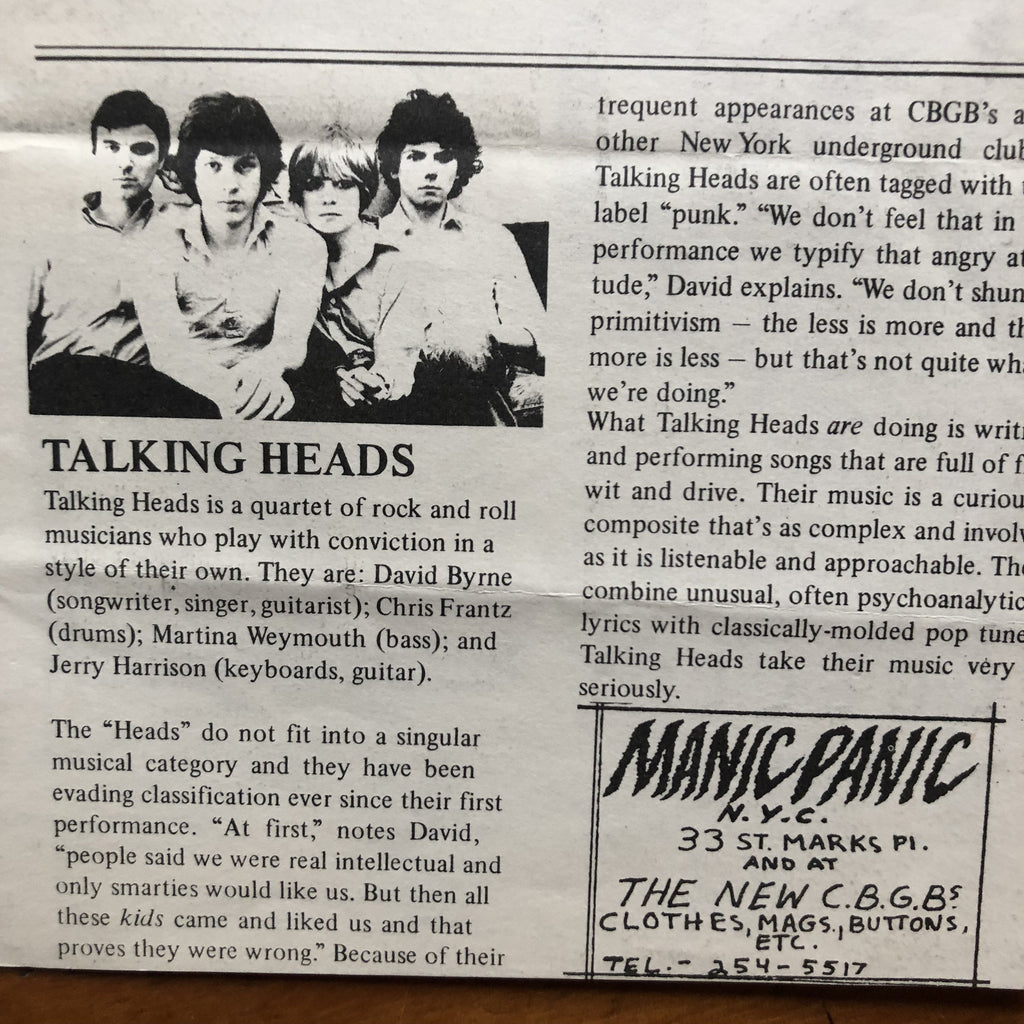 TALKING HEADS
Talking Heads is a quartet of rock and roll
musicians who play with conviction in a
style of their own. They are: David Byrne
(songwriter, singer, guitarist); Chris Frantz
(drums); Martina Weymouth (bass); and
Jerry Harrison (keyboards, guitar).
The “Heads” do not fit into a singular
musical category and they have been
evading classification ever since their first
performance. “At first,” notes David,
“people said we were real intellectual and
only smarties would like us. But then all
these kids came and liked us and that
proves they were wrong.” Because of their
frequent appearances at CBGB’s
other New York underground
Talking Heads are often tagged with
label “punk.” “We don’t feel that in
performance we typify that angry
tude,” David explains. “We don’t shun
primitivism — the less is more and
more is less — but that’s not quite
we’re doing.”
What Talking Heads are doing is
and performing songs that are full of
wit and drive. Their music is a
composite that’s as complex and
as it is listenable and approachable.
combine unusual, often
lyrics with classically-molded pop
Talking Heads take their music very
seriously.
MANIC PANIC
N.Y.C.
33 ST. MARKS Pl.
AND AT
THE NEW C.B.G.B's
CLOTHES, MAGS., BUTTONS,
ETC.
TEL. - 254-5517